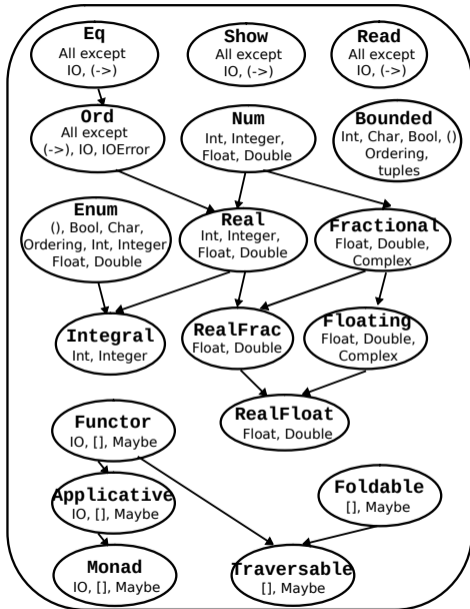 Eq
All except
IO, (->)
Show
All except
IO, (->)
Read
All except
IO, (->)
Ord
All except
(->), IO, IOError
Num
Int, Integer,
Float, Double
Bounded
Int, Char, Bool, ()
Ordering,
tuples
Enum
(), Bool, Char,
Ordering, Int, Integer
Float, Double
Real
Int, Integer,
Float, Double
Fractional
Float, Double,
Complex
Integral
Int, Integer
RealFrac
Float, Double
Floating
Float, Double,
Complex
RealFloat
Float, Double
Functor
IO, [], Maybe
Applicative
IO, [], Maybe
Foldable
[], Maybe
Monad
IO, [], Maybe
Traversable
[], Maybe